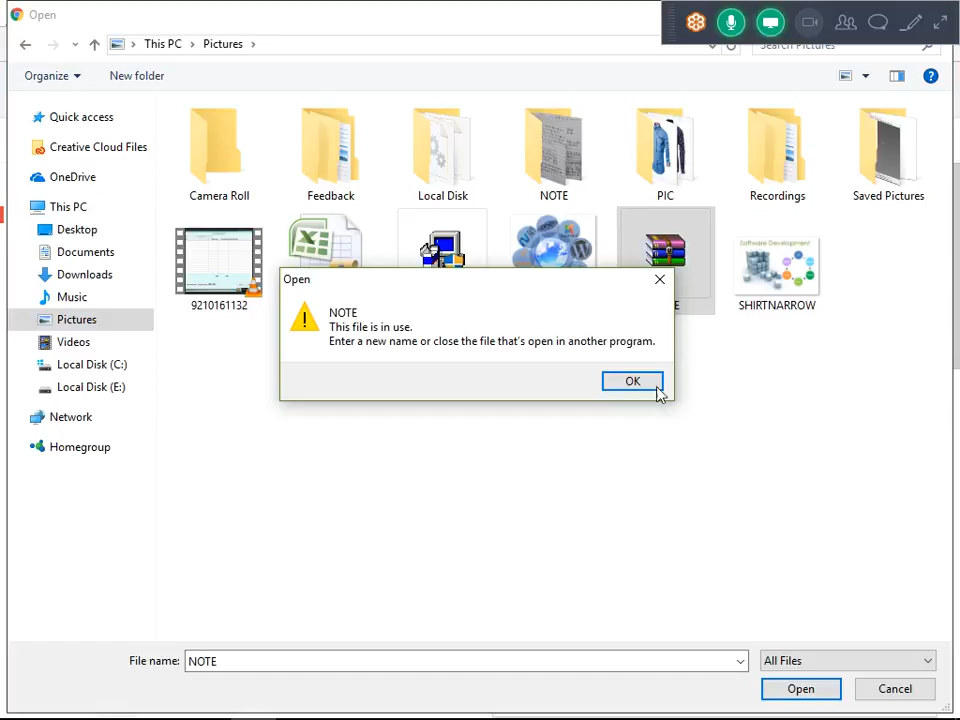 Open
This PC
Pictures
Search Pictures
Organize
New folder
Quick access
Creative Cloud Files
OneDrive
This PC
Desktop
Documents
Downloads
Music
Pictures
Videos
Local Disk (C:)
Local Disk (E:)
Network
Homegroup
Camera Roll
Feedback
Local Disk
NOTE
PIC
Recordings
Saved Pictures
9210161132
E
Software Development
SHIRTNARROW
Open
NOTE
This file is in use.
Enter a new name or close the file that's open in another program.
OK
File name:
NOTE
All Files
Open
Cancel